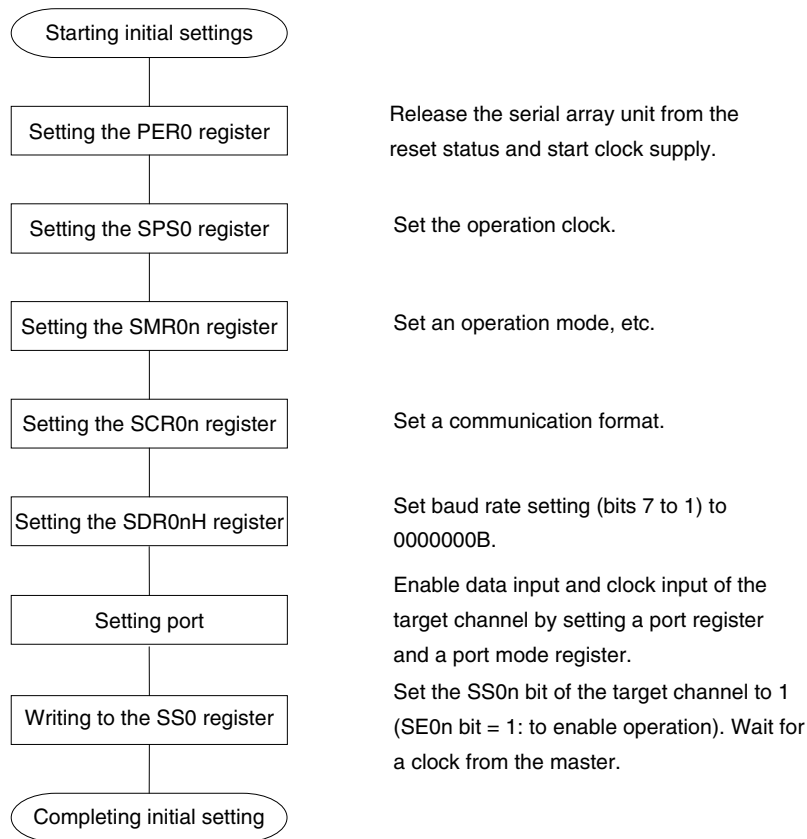 Starting initial settings
Setting the PER0 register
Release the serial array unit from the
reset status and start clock supply.
Setting the SPS0 register
Set the operation clock.
Setting the SMR0n register
Set an operation mode, etc.
Setting the SCR0n register
Set a communication format.
Setting the SDR0nH register
Set baud rate setting (bits 7 to 1) to
0000000B.
Setting port
Enable data input and clock input of the
target channel by setting a port register
and a port mode register.
Writing to the SS0 register
Set the SS0n bit of the target channel to 1
(SE0n bit = 1: to enable operation). Wait for
a clock from the master.
Completing initial setting